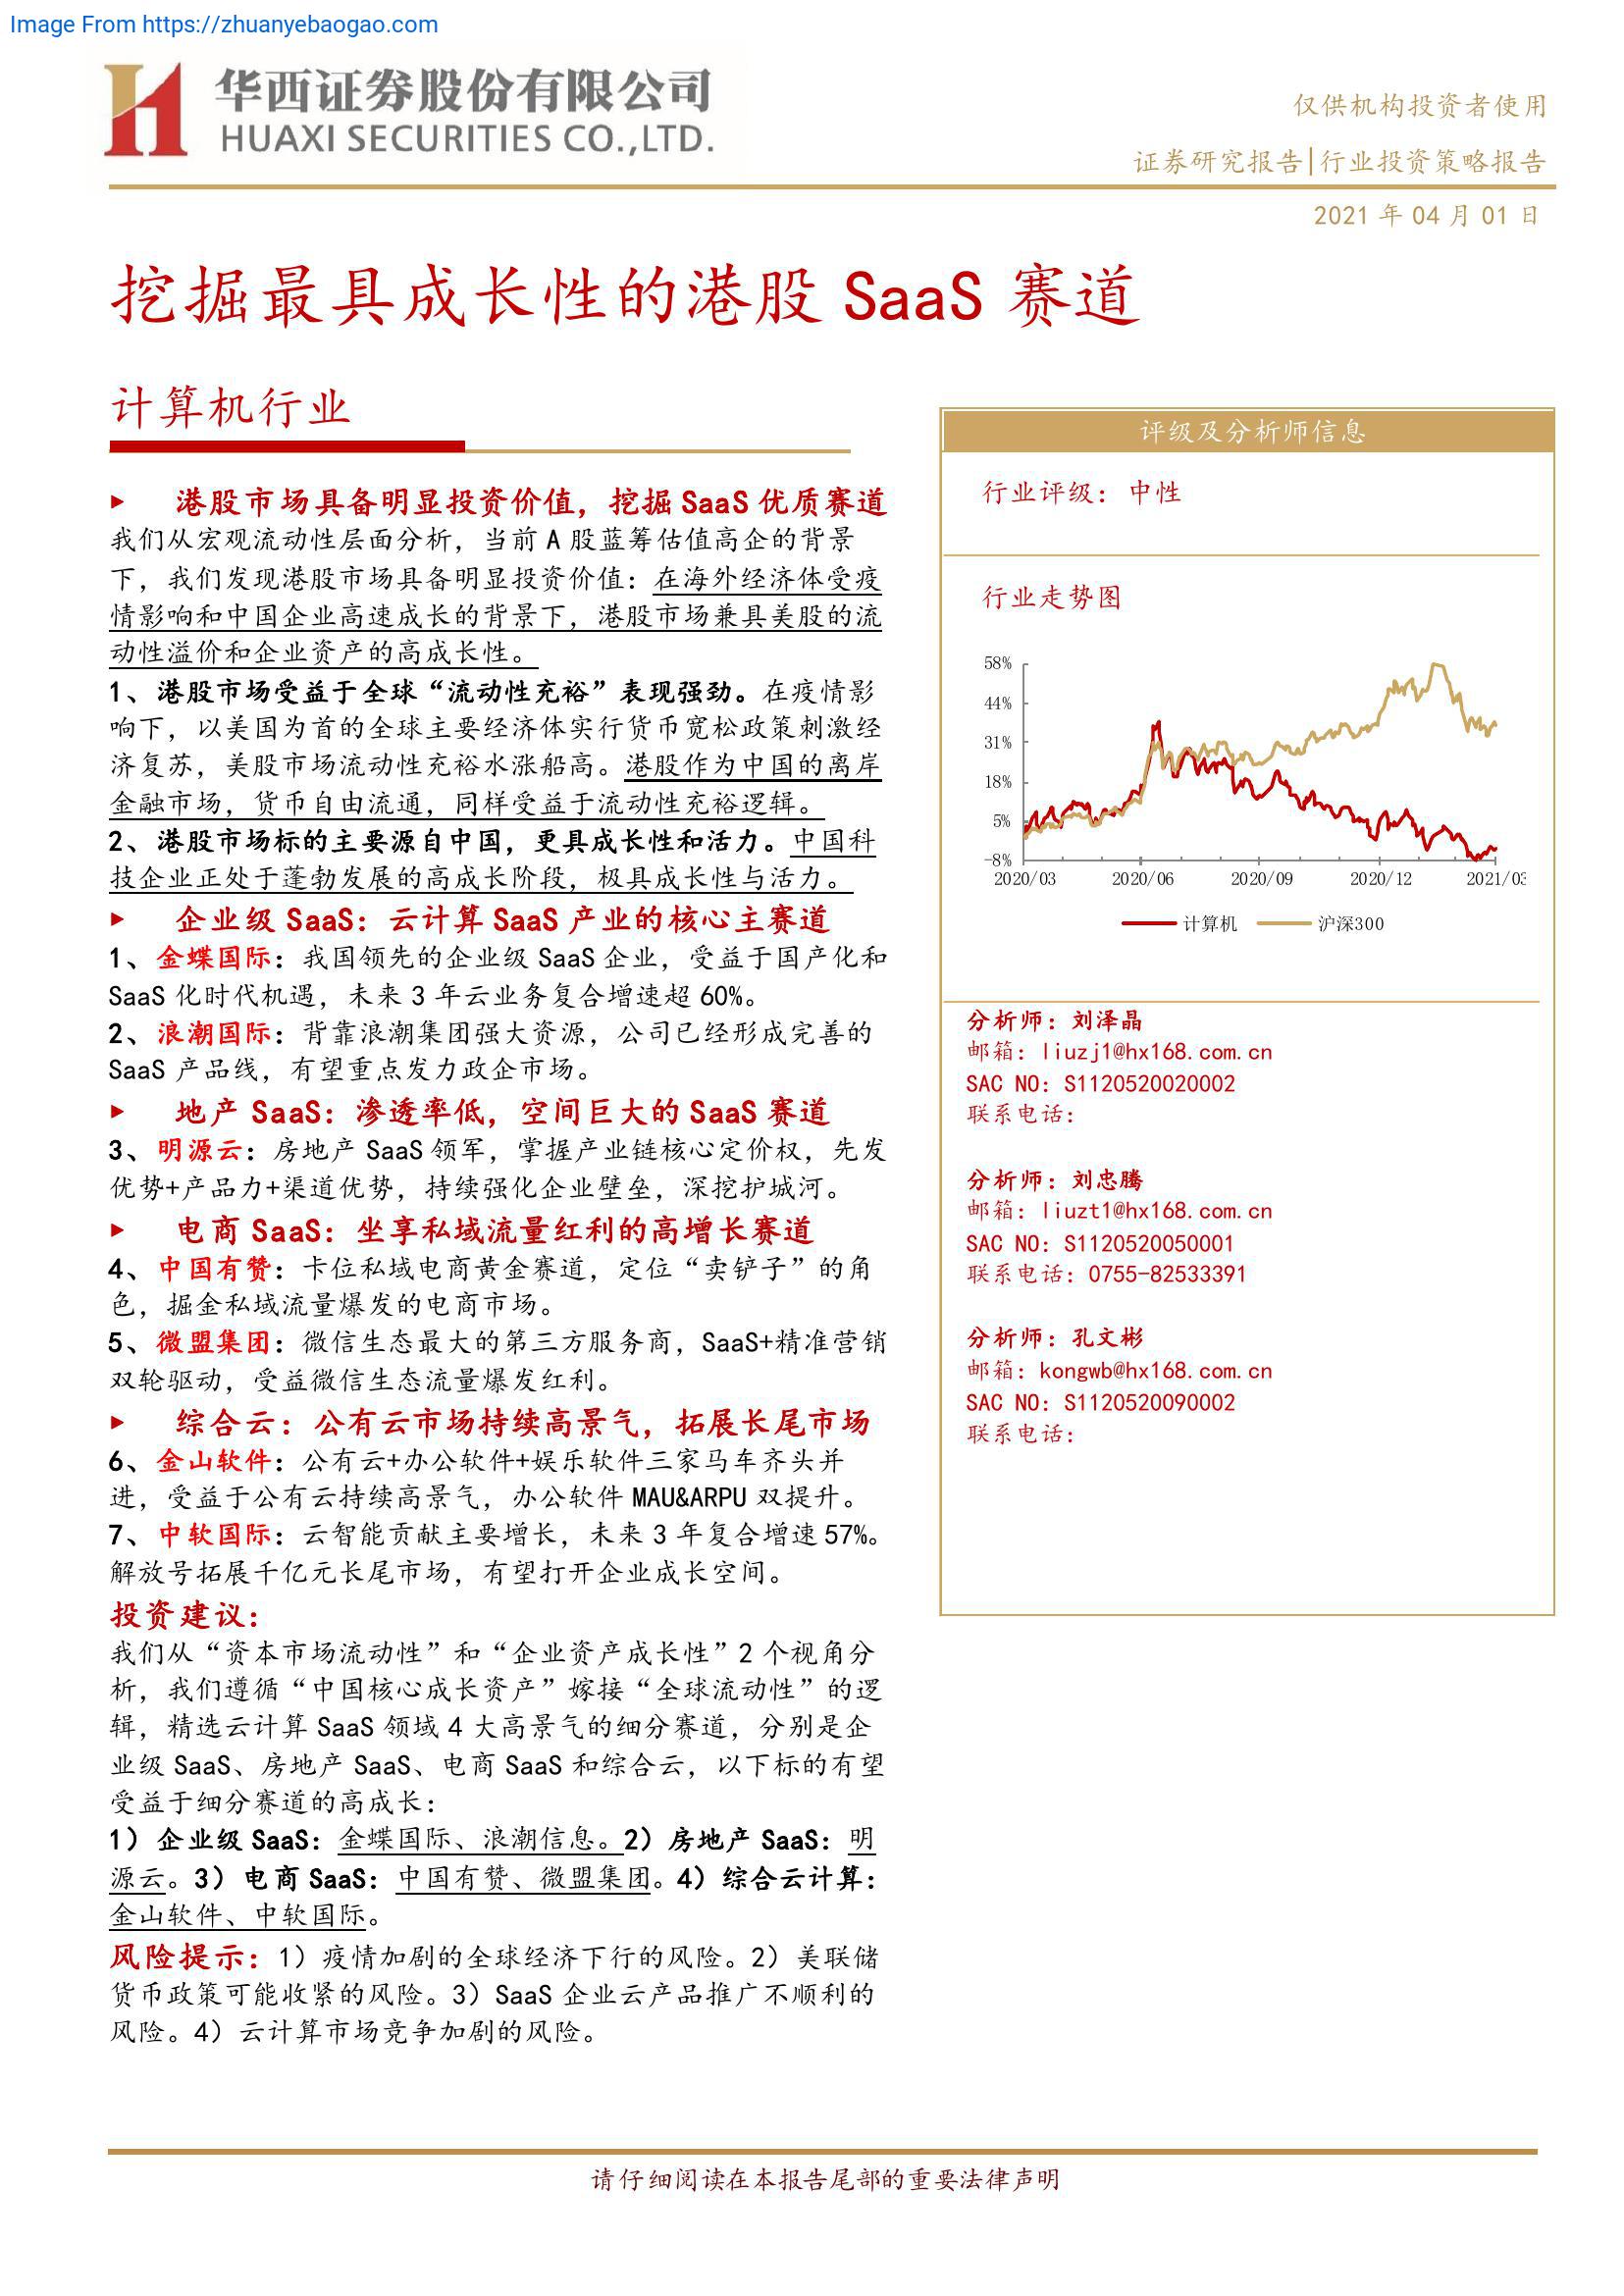 Image From https://zhuanyebaogao.com
华西证券股份有限公司
HUAXI SECURITIES CO.,LTD.
仅供机构投资者使用
证券研究报告|行业投资策略报告
2021 年 04 月 01 日
挖掘最具成长性的港股 SaaS 赛道
计算机行业
▶ 港股市场具备明显投资价值，挖掘 SaaS 优质赛道
我们从宏观流动性层面分析，当前 A 股蓝筹估值高企的背景
下，我们发现港股市场具备明显投资价值：在海外经济体受疫
情影响和中国企业高速成长的背景下，港股市场兼具美股的流
动性溢价和企业资产的高成长性。
1、港股市场受益于全球“流动性充裕”表现强劲。在疫情影
响下，以美国为首的全球主要经济体实行货币宽松政策刺激经
济复苏，美股市场流动性充裕水涨船高。港股作为中国的离岸
金融市场，货币自由流通，同样受益于流动性充裕逻辑。
2、港股市场标的主要源自中国，更具成长性和活力。中国科
技企业正处于蓬勃发展的高成长阶段，极具成长性与活力。
▶ 企业级 SaaS：云计算 SaaS 产业的核心主赛道
1、金蝶国际：我国领先的企业级 SaaS 企业，受益于国产化和
SaaS 化时代机遇，未来 3 年云业务复合增速超 60%。
2、浪潮国际：背靠浪潮集团强大资源，公司已经形成完善的
SaaS 产品线，有望重点发力政企市场。
▶ 地产 SaaS：渗透率低，空间巨大的 SaaS 赛道
3、明源云：房地产 SaaS 领军，掌握产业链核心定价权，先发
优势+产品力+渠道优势，持续强化企业壁垒，深挖护城河。
▶ 电商 SaaS：坐享私域流量红利的高增长赛道
4、中国有赞：卡位私域电商黄金赛道，定位“卖铲子”的角
色，掘金私域流量爆发的电商市场。
5、微盟集团：微信生态最大的第三方服务商，SaaS+精准营销
双轮驱动，受益微信生态流量爆发红利。
▶ 综合云：公有云市场持续高景气，拓展长尾市场
6、金山软件：公有云+办公软件+娱乐软件三家马车齐头并
进，受益于公有云持续高景气，办公软件 MAU&ARPU 双提升。
7、中软国际：云智能贡献主要增长，未来 3 年复合增速 57%。
解放号拓展千亿元长尾市场，有望打开企业成长空间。
投资建议：
我们从“资本市场流动性”和“企业资产成长性”2 个视角分
析，我们遵循“中国核心成长资产”嫁接“全球流动性”的逻
辑，精选云计算 SaaS 领域 4 大高景气的细分赛道，分别是企
业级 SaaS、房地产 SaaS、电商 SaaS 和综合云，以下标的有望
受益于细分赛道的高成长：
1）企业级 SaaS：金蝶国际、浪潮信息。2）房地产 SaaS：明
源云。3）电商 SaaS：中国有赞、微盟集团。4）综合云计算：
金山软件、中软国际。
风险提示：1）疫情加剧的全球经济下行的风险。2）美联储
货币政策可能收紧的风险。3）SaaS 企业云产品推广不顺利的
风险。4）云计算市场竞争加剧的风险。
评级及分析师信息
行业评级：中性
行业走势图
58%
44%
31%
18%
5%
-8%
2020/03 2020/06 2020/09 2020/12 2021/03
计算机 沪深300
分析师：刘泽晶
邮箱：liuzj1@hx168.com.cn
SAC NO：S1120520020002
联系电话：
分析师：刘忠腾
邮箱：liuzt1@hx168.com.cn
SAC NO：S1120520050001
联系电话：0755-82533391
分析师：孔文彬
邮箱：kongwb@hx168.com.cn
SAC NO：S1120520090002
联系电话：
请仔细阅读在本报告尾部的重要法律声明